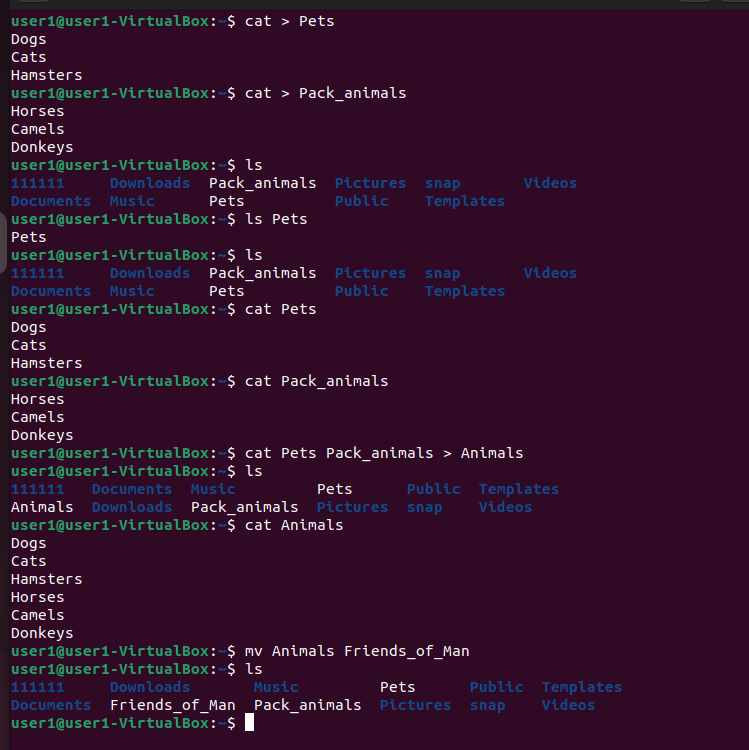 user1@user1-VirtualBox:~$ cat > Pets
Dogs
Cats
Hamsters
user1@user1-VirtualBox:~$ cat > Pack_animals
Horses
Camels
Donkeys
user1@user1-VirtualBox:~$ ls
111111     Downloads  Pack_animals  Pictures  snap       Videos
Documents  Music      Pets          Public    Templates
user1@user1-VirtualBox:~$ ls Pets
Pets
user1@user1-VirtualBox:~$ ls
111111     Downloads  Pack_animals  Pictures  snap       Videos
Documents  Music      Pets          Public    Templates
user1@user1-VirtualBox:~$ cat Pets
Dogs
Cats
Hamsters
user1@user1-VirtualBox:~$ cat Pack_animals
Horses
Camels
Donkeys
user1@user1-VirtualBox:~$ cat Pets Pack_animals > Animals
user1@user1-VirtualBox:~$ ls
111111   Documents  Music         Pets      Public  Templates
Animals  Downloads  Pack_animals  Pictures  snap    Videos
user1@user1-VirtualBox:~$ cat Animals
Dogs
Cats
Hamsters
Horses
Camels
Donkeys
user1@user1-VirtualBox:~$ mv Animals Friends_of_Man
user1@user1-VirtualBox:~$ ls
111111     Downloads       Music         Pets      Public  Templates
Documents  Friends_of_Man  Pack_animals  Pictures  snap    Videos
user1@user1-VirtualBox:~$